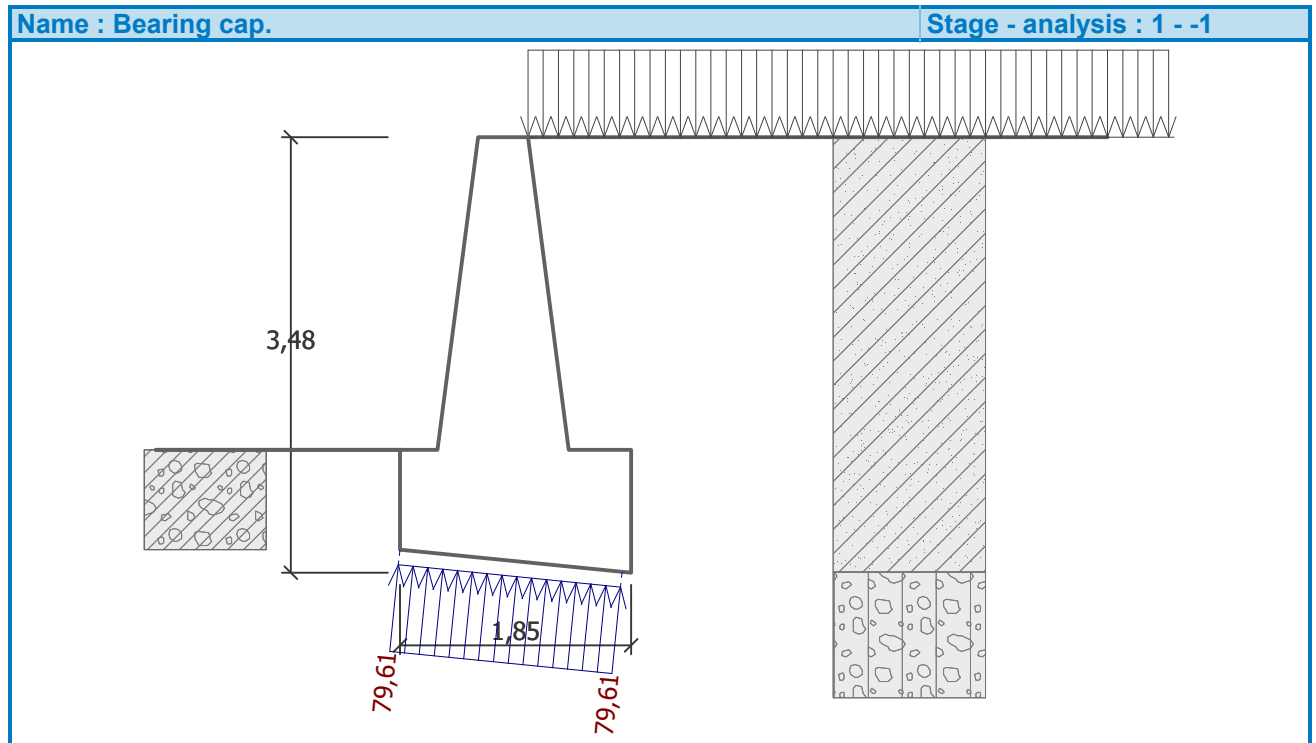 Name : Bearing cap. Stage - analysis : 1 - -1
3,48
1,85
79,61
79,61